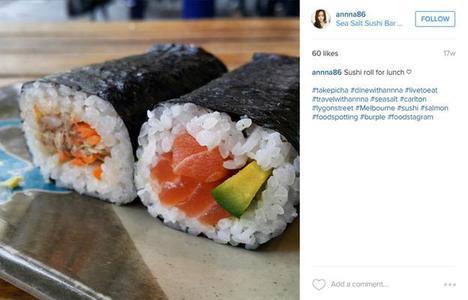 annna86
Sea Salt Sushi Bar ...
FOLLOW
60 likes
17w
annna86 Sushi roll for lunch ♡
#takepicha #dinewithannna #livetoeat
#travelwithannna #seasalt #carlton
#lygonstreet #Melbourne #sushi #salmon
#foodspotting #burple #foodstagram
Add a comment...